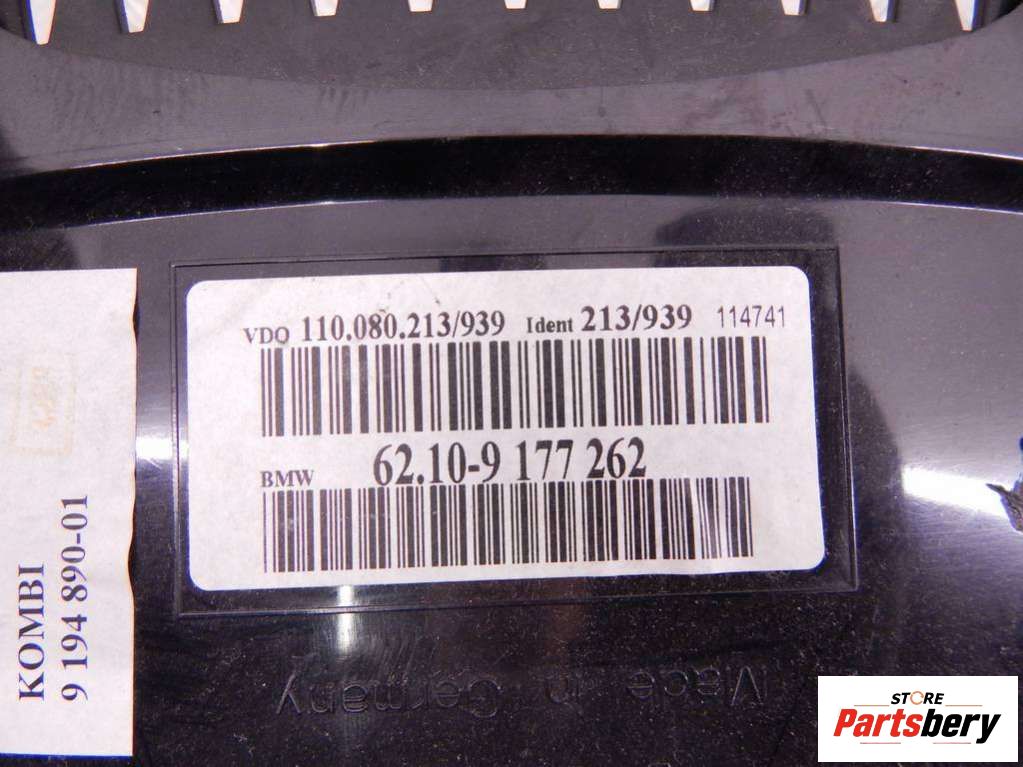 VDO 110.080.213/939 Ident 213/939 114741
BMW 62.10-9 177 262
KOMBI
9 194 890-01
Made in Germany
STORE
Partsbery